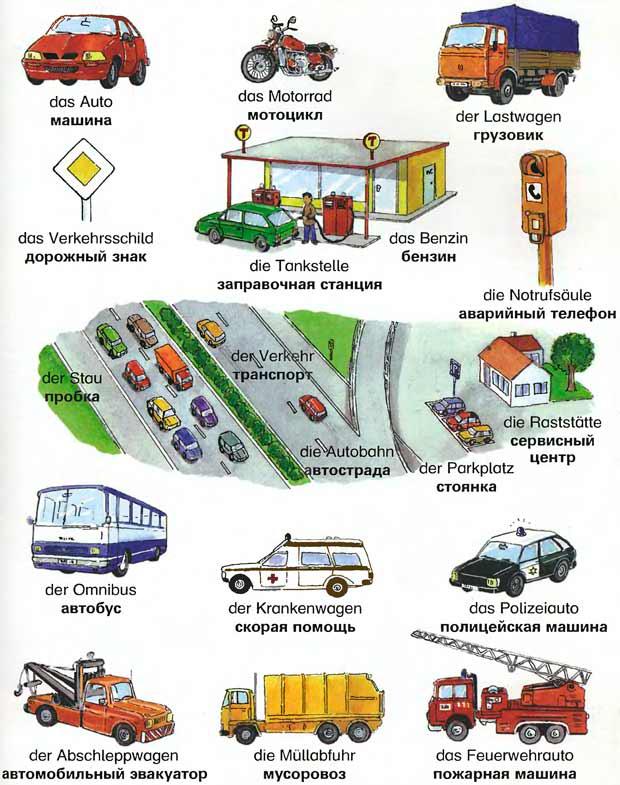 das Auto
машина
das Motorrad
мотоцикл
der Lastwagen
грузовик
das Verkehrsschild
дорожный знак
T
T
WC
die Tankstelle
заправочная станция
das Benzin
бензин
die Notrufsäule
аварийный телефон
der Stau
пробка
der Verkehr
транспорт
die Autobahn
автострада
P
der Parkplatz
стоянка
die Raststätte
сервисный
центр
der Omnibus
автобус
der Krankenwagen
скорая помощь
das Polizeiauto
полицейская машина
der Abschleppwagen
автомобильный эвакуатор
die Müllabfuhr
мусоровоз
das Feuerwehrauto
пожарная машина